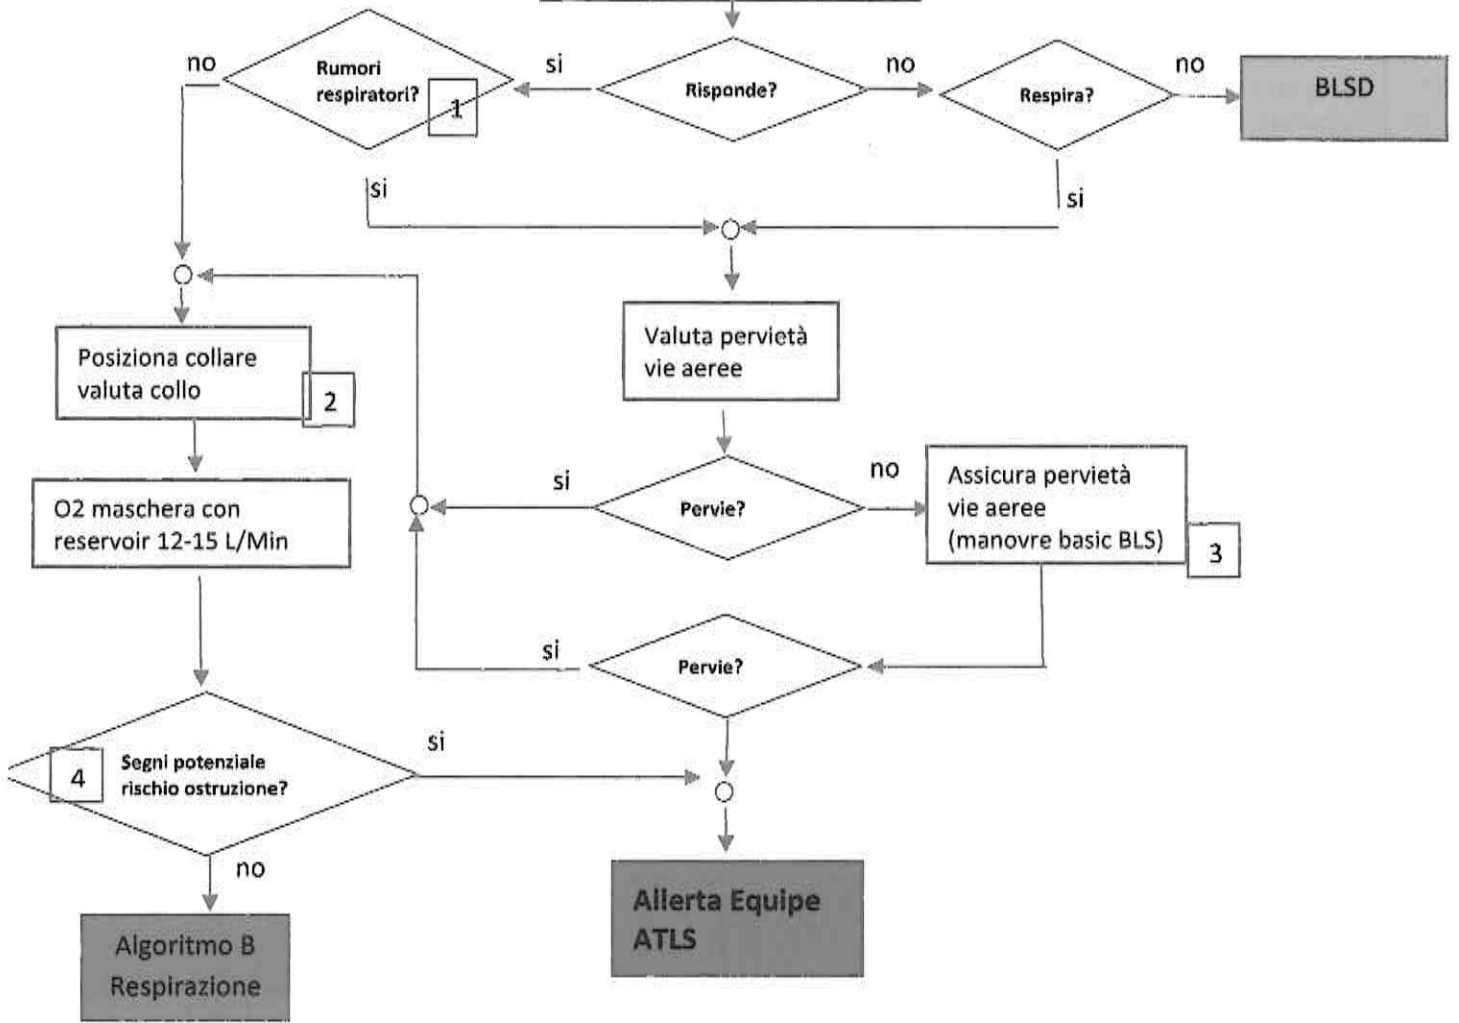 no
Rumori
respiratori?
1
si
Risponde?
no
Respira?
no
BLSD
si
si
Posiziona collare
valuta collo
2
Valuta pervietà
vie aeree
O2 maschera con
reservoir 12-15 L/Min
si
Pervie?
no
Assicura pervietà
vie aeree
(manovre basic BLS)
3
si
Pervie?
4
Segni potenziale
rischio ostruzione?
si
no
Allerta Equipe
ATLS
Algoritmo B
Respirazione